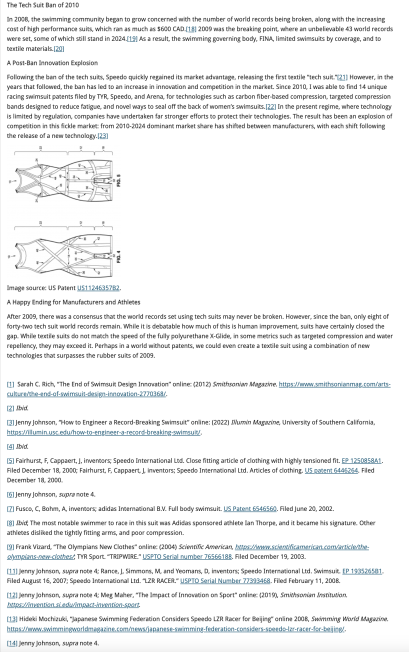 The Tech Suit Ban of 2010
In 2008, the swimming community began to grow concerned with the number of world records being broken, along with the increasing
cost of high performance suits, which ran as much as $600 CAD.[18] 2009 was the breaking point, where an unbelievable 43 world records
were set, some of which still stand in 2024.[19] As a result, the swimming governing body, FINA, limited swimsuits by coverage, and to
textile materials.[20]
A Post-Ban Innovation Explosion
Following the ban of the tech suits, Speedo quickly regained its market advantage, releasing the first textile "tech suit."[21] However, in the
years that followed, the ban has led to an increase in innovation and competition in the market. Since 2010, I was able to find 14 unique
racing swimsuit patents filed by TYR, Speedo, and Arena, for technologies such as carbon fiber-based compression, targeted compression
bands designed to reduce fatigue, and novel ways to seal off the back of women's swimsuits.[22] In the present regime, where technology
is limited by regulation, companies have undertaken far stronger efforts to protect their technologies. The result has been an explosion of
competition in this fickle market: from 2010-2024 dominant market share has shifted between manufacturers, with each shift following
the release of a new technology.[23]
FIG. 5
FIG. 4
Image source: US Patent US11246357B2.
A Happy Ending for Manufacturers and Athletes
After 2009, there was a consensus that the world records set using tech suits may never be broken. However, since the ban, only eight of
forty-two tech suit world records remain. While it is debatable how much of this is human improvement, suits have certainly closed the
gap. While textile suits do not match the speed of the fully polyurethane X-Glide, in some metrics such as targeted compression and water
repellency, they may exceed it. Perhaps in a world without patents, we could even create a textile suit using a combination of new
technologies that surpasses the rubber suits of 2009.
[1] Sarah C. Rich, "The End of Swimsuit Design Innovation" online: (2012) Smithsonian Magazine. https://www.smithsonianmag.com/arts-
culture/the-end-of-swimsuit-design-innovation-2770368/.
[2] Ibid.
[3] Jenny Johnson, "How to Engineer a Record-Breaking Swimsuit" online: (2022) Illumin Magazine, University of Southern California,
https://illumin.usc.edu/how-to-engineer-a-record-breaking-swimsuit/.
[4] Ibid.
[5] Fairhurst, F, Cappaert, J, inventors; Speedo International Ltd. Close fitting article of clothing with highly tensioned fit. EP 1250858A1.
Filed December 18, 2000; Fairhurst, F, Cappaert, J, inventors; Speedo International Ltd. Articles of clothing. US patent 6446264. Filed
December 18, 2000.
[6] Jenny Johnson, supra note 4.
[7] Fusco, C, Bohm, A, inventors; adidas International B.V. Full body swimsuit. US Patent 6546560. Filed June 20, 2002.
[8] Ibid; The most notable swimmer to race in this suit was Adidas sponsored athlete Ian Thorpe, and it became his signature. Other
athletes disliked the tightly fitting arms, and poor compression.
[9] Frank Vizard, "The Olympians New Clothes" online: (2004) Scientific American, https://www.scientificamerican.com/article/the-
olympians-new-clothes/; TYR Sport. "TRIPWIRE." USPTO Serial number 76566188. Filed December 19, 2003.
[11] Jenny Johnson, supra note 4; Rance, J, Simmons, M, and Yeomans, D, inventors; Speedo International Ltd. Swimsuit. EP 1935265B1.
Filed August 16, 2007; Speedo International Ltd. "LZR RACER." USPTO Serial Number 77393468. Filed February 11, 2008.
[12] Jenny Johnson, supra note 4; Meg Maher, "The Impact of Innovation on Sport" online: (2019), Smithsonian Institution.
https://invention.si.edu/impact-invention-sport.
[13] Hideki Mochizuki, "Japanese Swimming Federation Considers Speedo LZR Racer for Beijing" online 2008, Swimming World Magazine.
https://www.swimmingworldmagazine.com/news/japanese-swimming-federation-considers-speedo-lzr-racer-for-beijing/.
[14] Jenny Johnson, supra note 4.